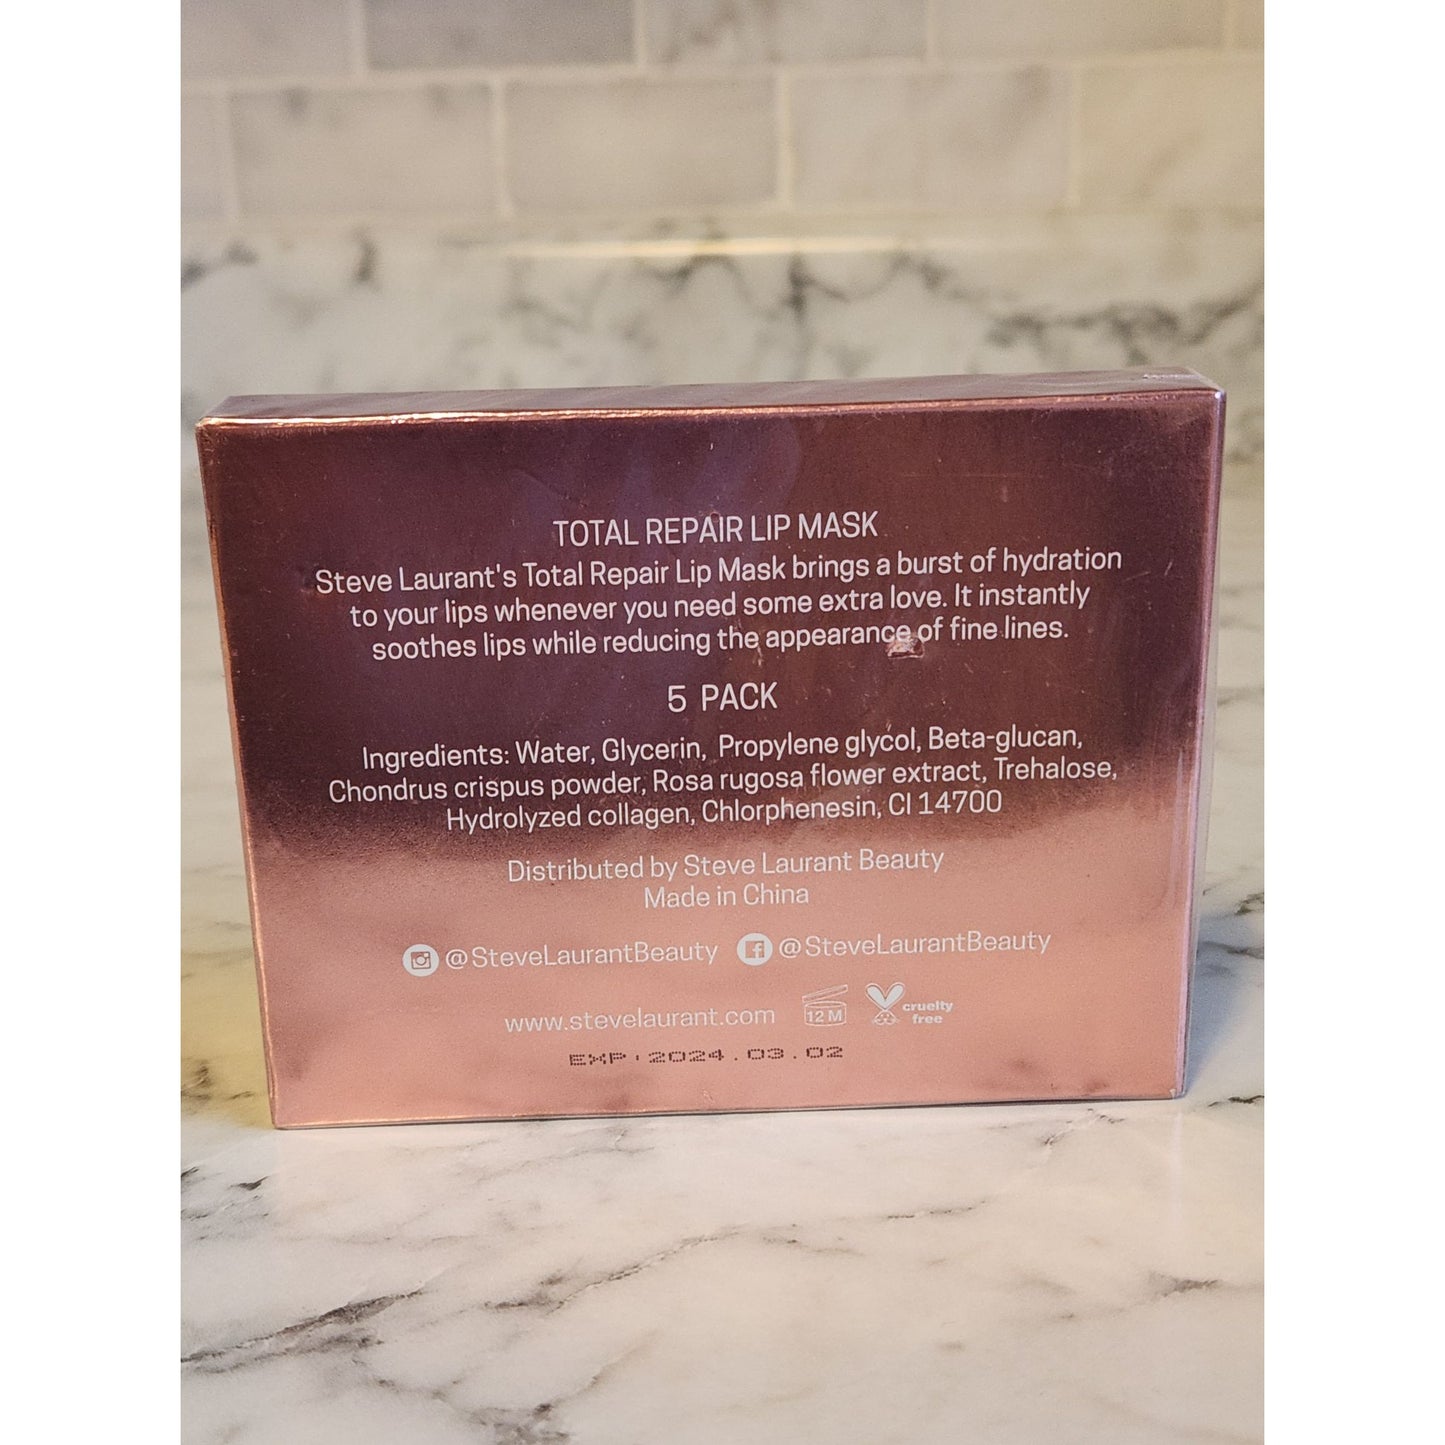 TOTAL REPAIR LIP MASK
Steve Laurant's Total Repair Lip Mask brings a burst of hydration
to your lips whenever you need some extra love. It instantly
soothes lips while reducing the appearance of fine lines.
5 PACK
Ingredients: Water, Glycerin, Propylene glycol, Beta-glucan,
Chondrus crispus powder, Rosa rugosa flower extract, Trehalose,
Hydrolyzed collagen, Chlorphenesin, CI 14700
Distributed by Steve Laurant Beauty
Made in China
@SteveLaurantBeauty @SteveLaurantBeauty
www.stevelaurant.com 12 M cruelty
free
EXP:2024.03.02